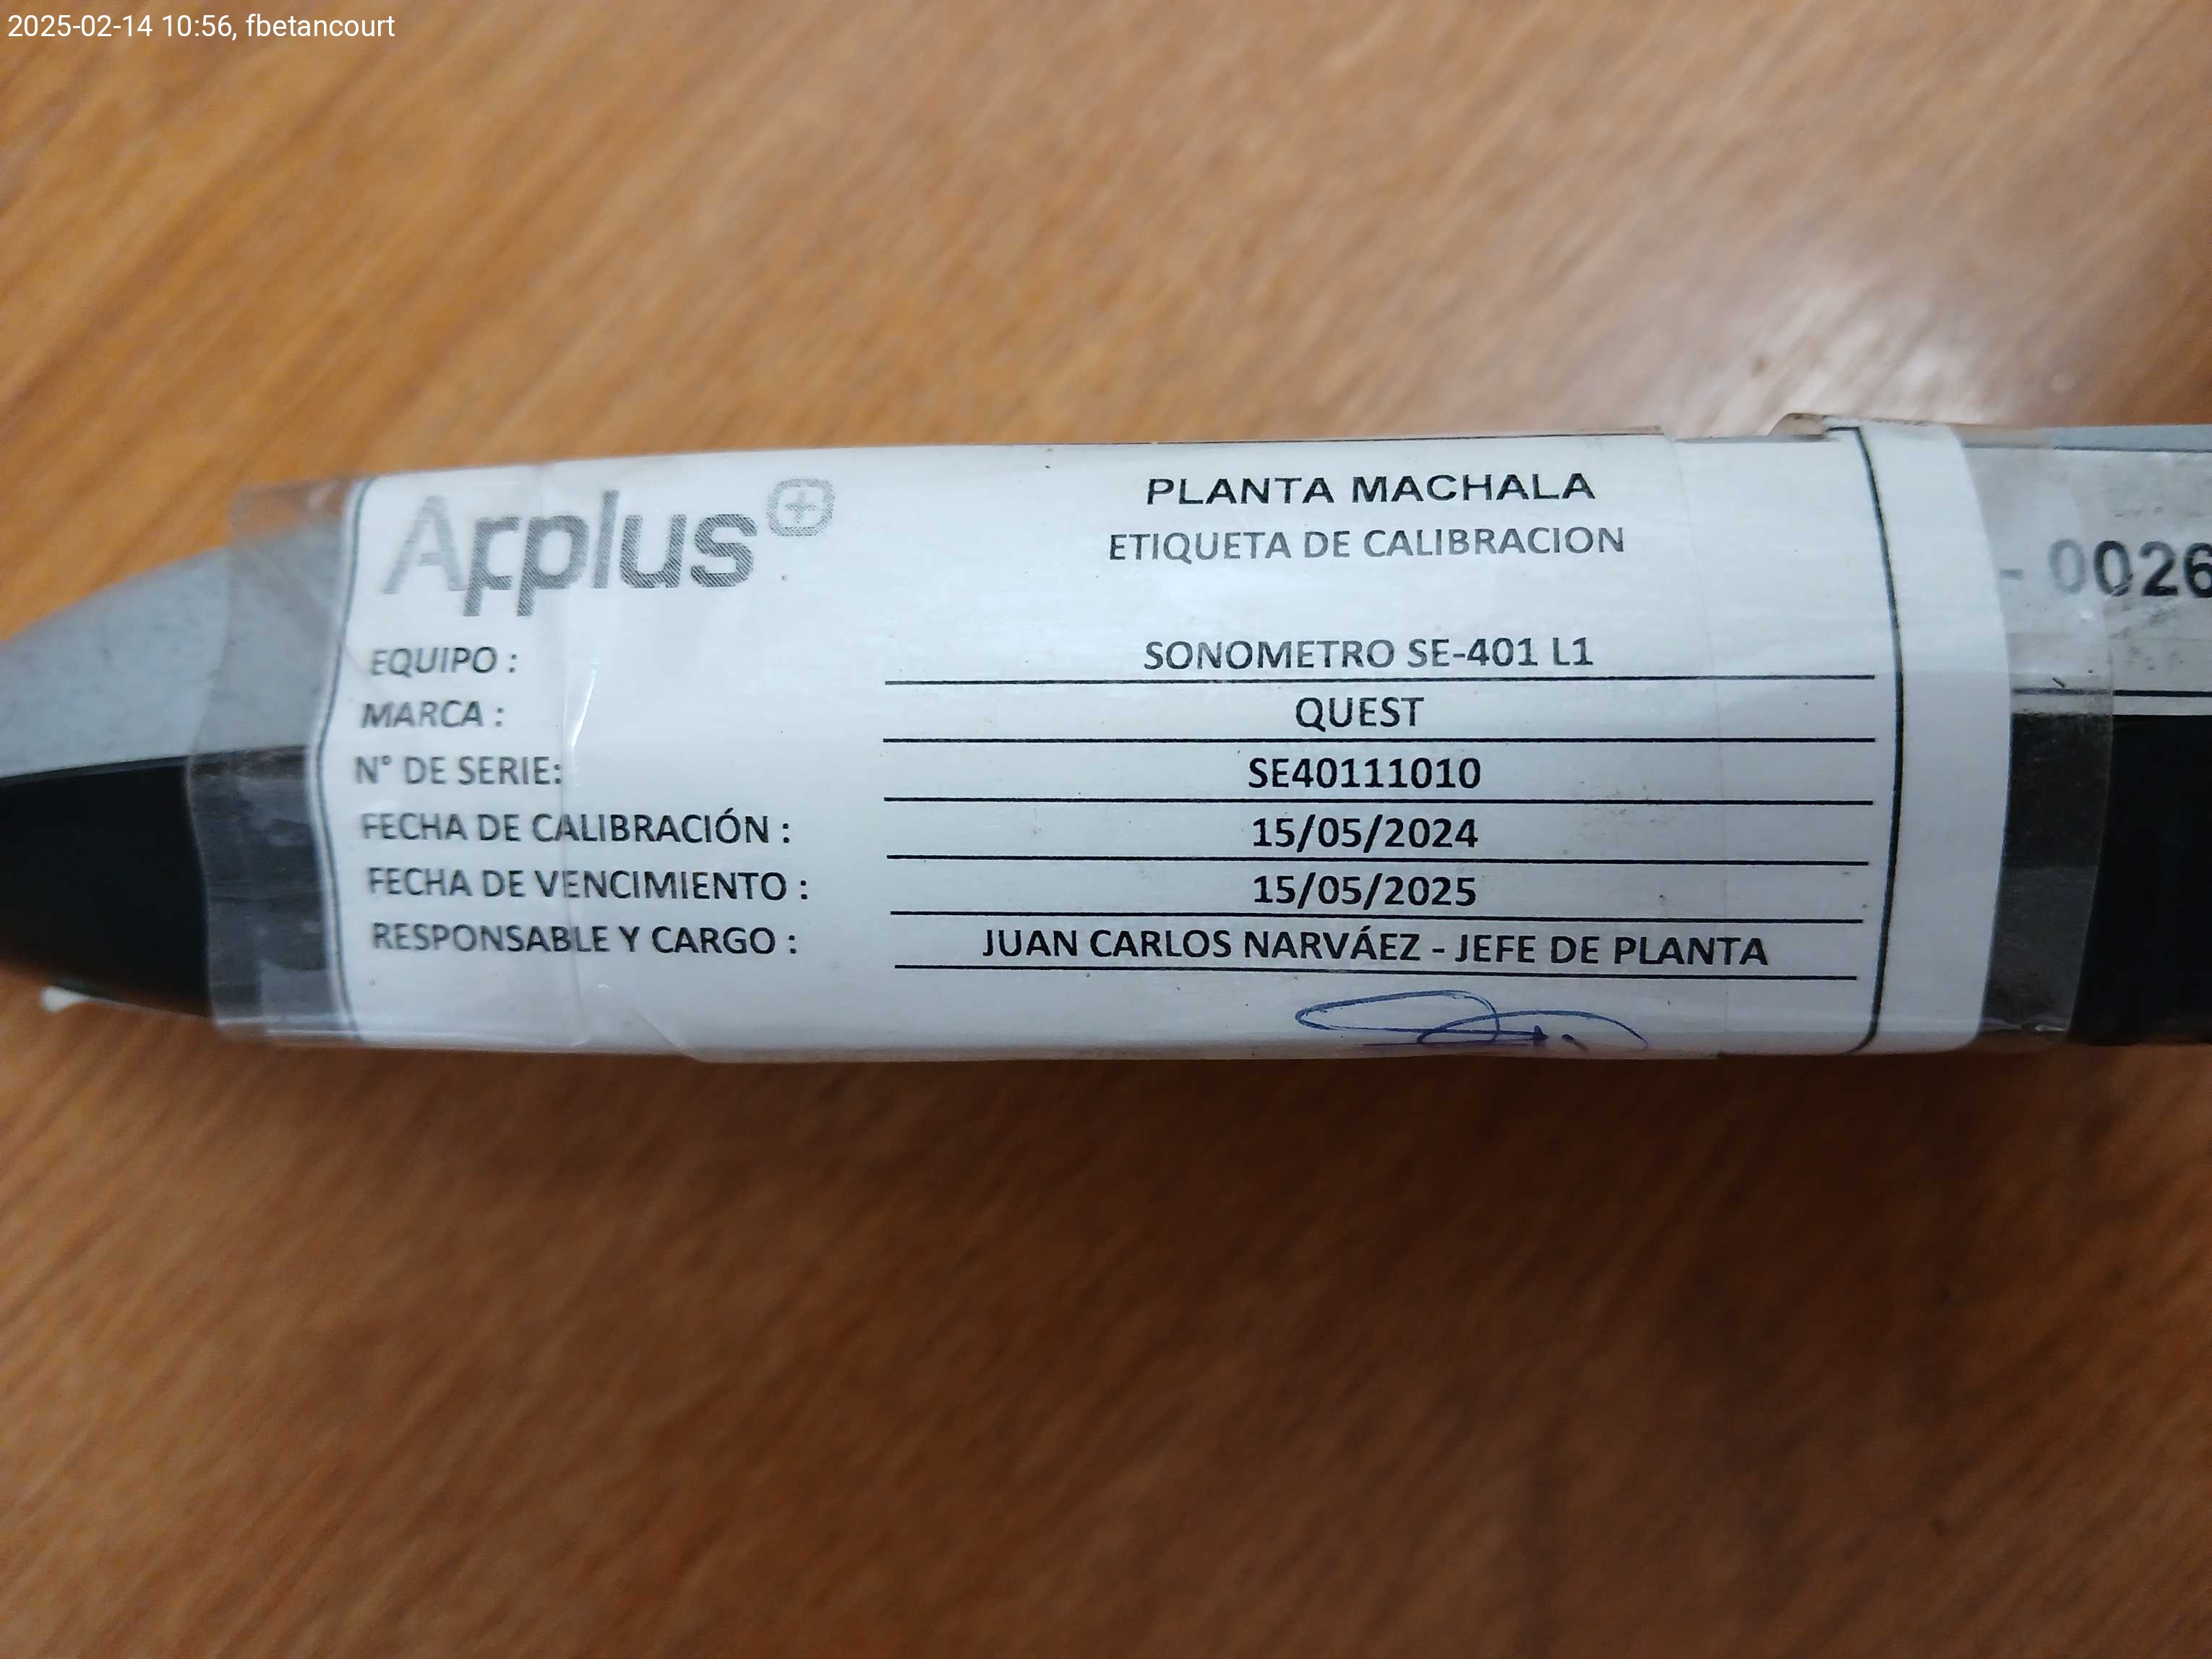 2025-02-14 10:56, fbetancourt
Applus+
PLANTA MACHALA
ETIQUETA DE CALIBRACION
- 0026
EQUIPO : SONOMETRO SE-401 L1
MARCA : QUEST
N° DE SERIE: SE40111010
FECHA DE CALIBRACIÓN : 15/05/2024
FECHA DE VENCIMIENTO : 15/05/2025
RESPONSABLE Y CARGO : JUAN CARLOS NARVÁEZ - JEFE DE PLANTA